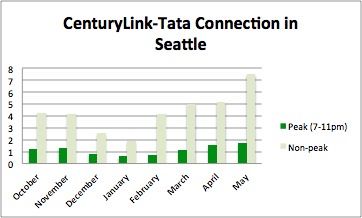 CenturyLink-Tata Connection in
Seattle
8
7
6
5
4
3
2
1
0
October
November
December
January
February
March
April
May
Peak (7-11pm)
Non-peak